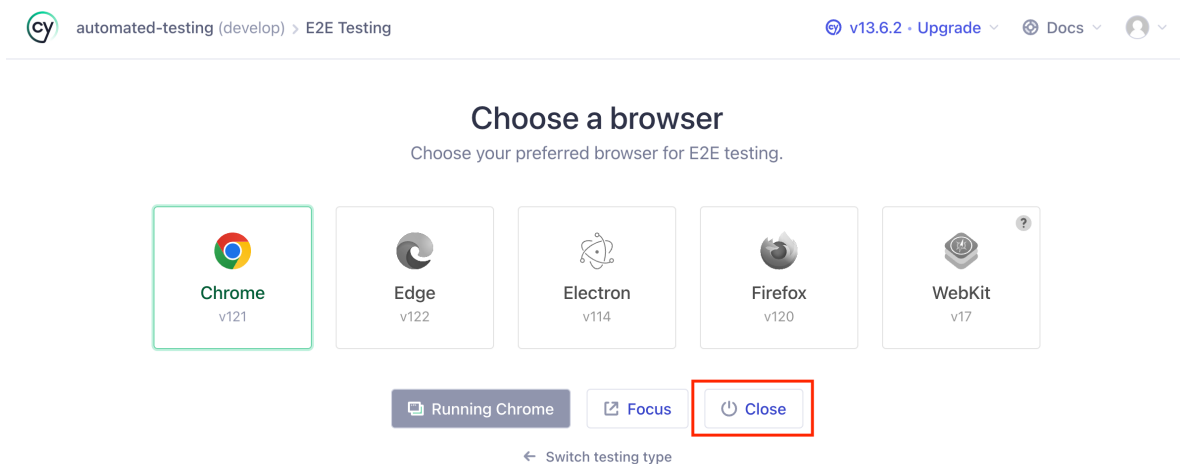 cy automated-testing (develop) > E2E Testing
v13.6.2 • Upgrade
Docs
Choose a browser
Choose your preferred browser for E2E testing.
?
Chrome
v121
Edge
v122
Electron
v114
Firefox
v120
WebKit
v17
Running Chrome
Focus
Close
← Switch testing type